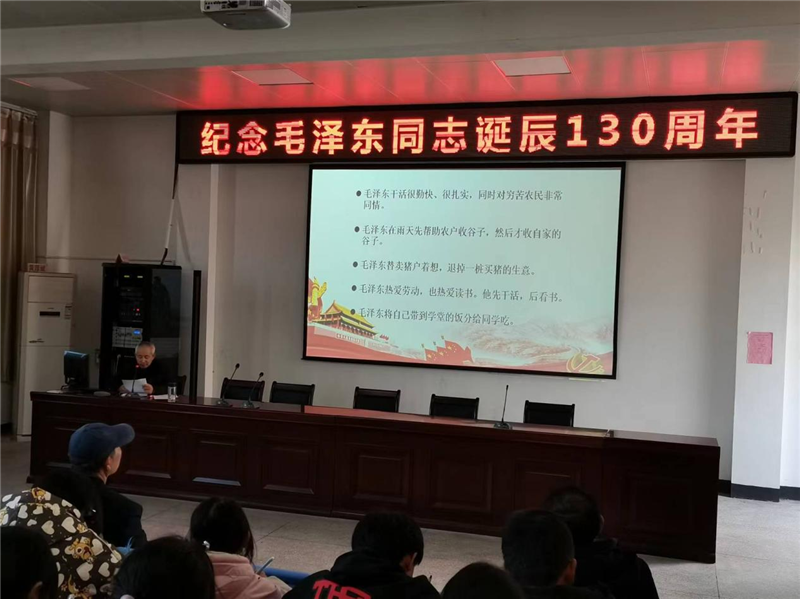 纪念毛泽东同志诞辰130周年
毛泽东干活很勤快、很扎实，同时对穷苦农民非常
同情。
毛泽东在雨天先帮助农户收谷子，然后才收自家的
谷子。
毛泽东替卖猪户着想，退掉一桩买猪的生意。
毛泽东热爱劳动，也热爱读书。他先干活，后看书。
毛泽东将自己带到学堂的饭分给同学吃。
THE